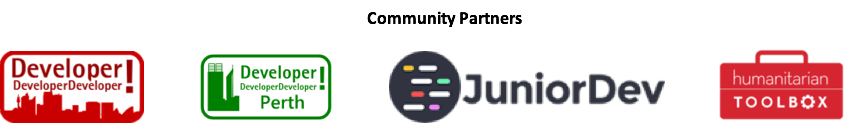 Community Partners
Developer!
DeveloperDeveloper
Developer!
DeveloperDeveloper
Perth
JuniorDev
humanitarian
TOOLBOX